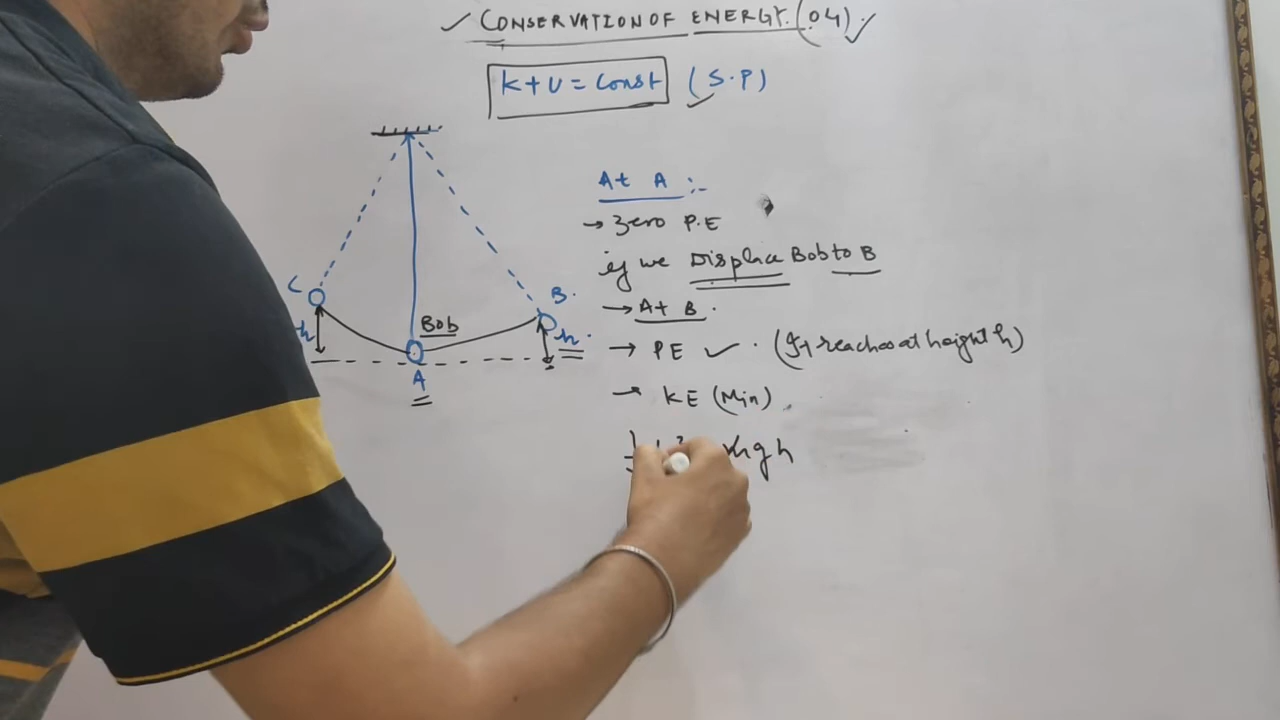 ✓ CONSERVATION OF ENERGY. (04). ✓
K + U = Const (S.P)
At A :-
→ Zero P.E
if we Displace Bob to B
→ At B.
→ PE ✓ . (It reaches at height h)
→ KE (Min)
mgh
C
B.
h
Bob
h.
A